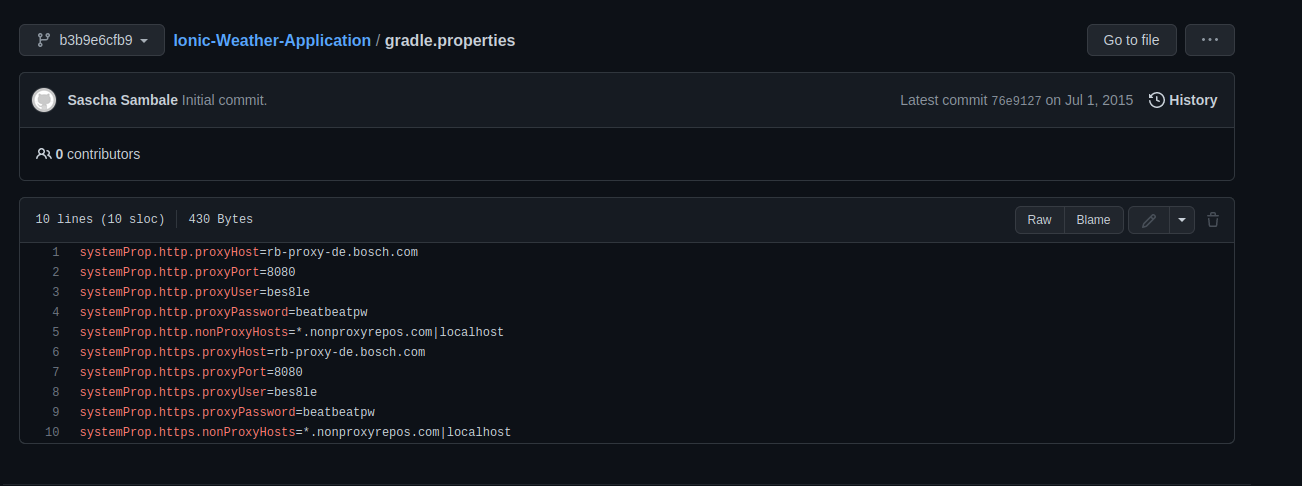 b3b9e6cfb9 Ionic-Weather-Application / gradle.properties Go to file ...
Sascha Sambale Initial commit. Latest commit 76e9127 on Jul 1, 2015 History
0 contributors
10 lines (10 sloc) 430 Bytes Raw Blame
1 systemProp.http.proxyHost=rb-proxy-de.bosch.com
2 systemProp.http.proxyPort=8080
3 systemProp.http.proxyUser=bes8le
4 systemProp.http.proxyPassword=beatbeatpw
5 systemProp.http.nonProxyHosts=*.nonproxyrepos.com|localhost
6 systemProp.https.proxyHost=rb-proxy-de.bosch.com
7 systemProp.https.proxyPort=8080
8 systemProp.https.proxyUser=bes8le
9 systemProp.https.proxyPassword=beatbeatpw
10 systemProp.https.nonProxyHosts=*.nonproxyrepos.com|localhost